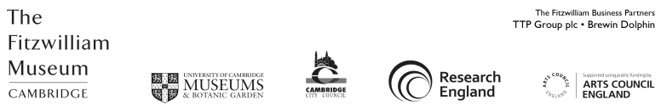 The
Fitzwilliam
Museum
CAMBRIDGE
UNIVERSITY OF CAMBRIDGE
MUSEUMS
& BOTANIC GARDEN
CAMBRIDGE
CITY COUNCIL
Research
England
The Fitzwilliam Business Partners
TTP Group plc • Brewin Dolphin
ARTS COUNCIL
ENGLAND
Supported using public funding by
ARTS COUNCIL
ENGLAND